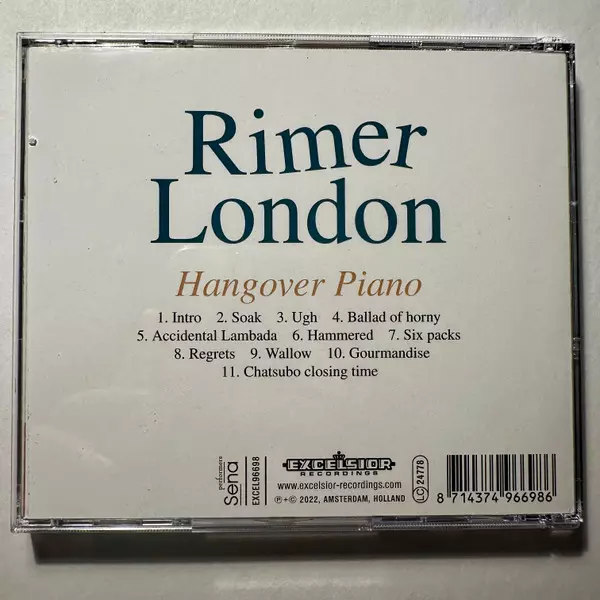 Rimer
London
Hangover Piano
1. Intro 2. Soak 3. Ugh 4. Ballad of horny
5. Accidental Lambada 6. Hammered 7. Six packs
8. Regrets 9. Wallow 10. Gourmandise
11. Chatsubo closing time
performers
Sena
EXCEL96698
EXCELSIOR
RECORDINGS
www.excelsior-recordings.com
℗+© 2022, AMSTERDAM, HOLLAND
LC 24778
8 714374 966986